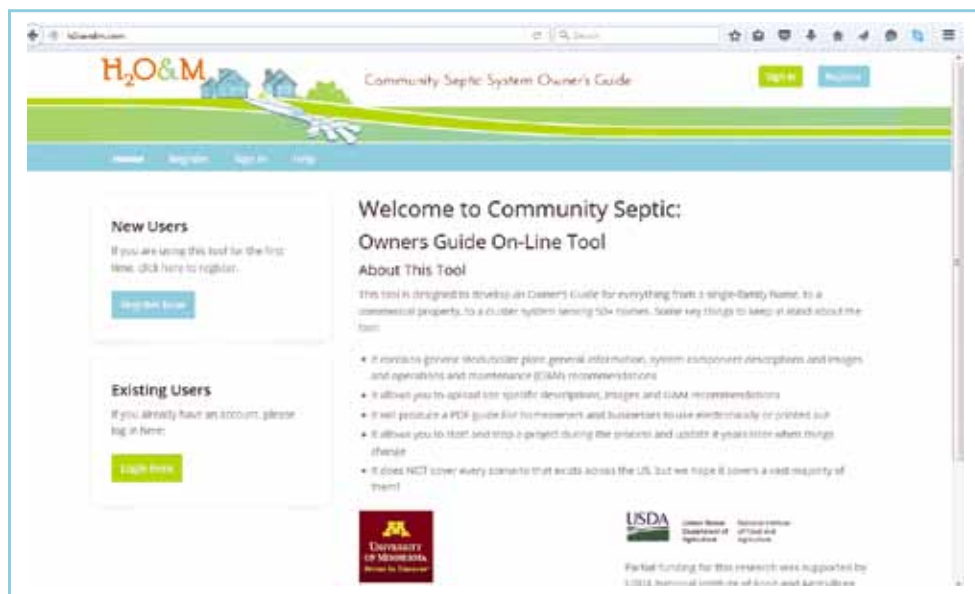 h2oandm.com
Search
H₂O&M
Community Septic System Owner's Guide
Sign In
Register
Home Register Sign In Help
New Users
If you are using this tool for the first
time, click here to register.
Register Now
Existing Users
If you already have an account, please
log in here:
Login Here
Welcome to Community Septic:
Owners Guide On-Line Tool
About This Tool
This tool is designed to develop an Owner's Guide for everything from a single-family home, to a
commercial property, to a cluster system serving 50+ homes. Some key things to keep in mind about the
tool:
• It contains generic boiler plate general information, system component descriptions and images
and operations and maintenance (O&M) recommendations
• It allows you to upload site specific descriptions, images and O&M recommendations
• It will produce a PDF guide for homeowners and businesses to use electronically or printed out
• It allows you to start and stop a project during the process and update it years later when things
change
• It does NOT cover every scenario that exists across the US, but we hope it covers a vast majority of
them!
UNIVERSITY
OF MINNESOTA
Driven to Discover
USDA
United States
Department of
Agriculture
National Institute
of Food and
Agriculture
Partial funding for this research was supported by
USDA National Institute of Food and Agriculture